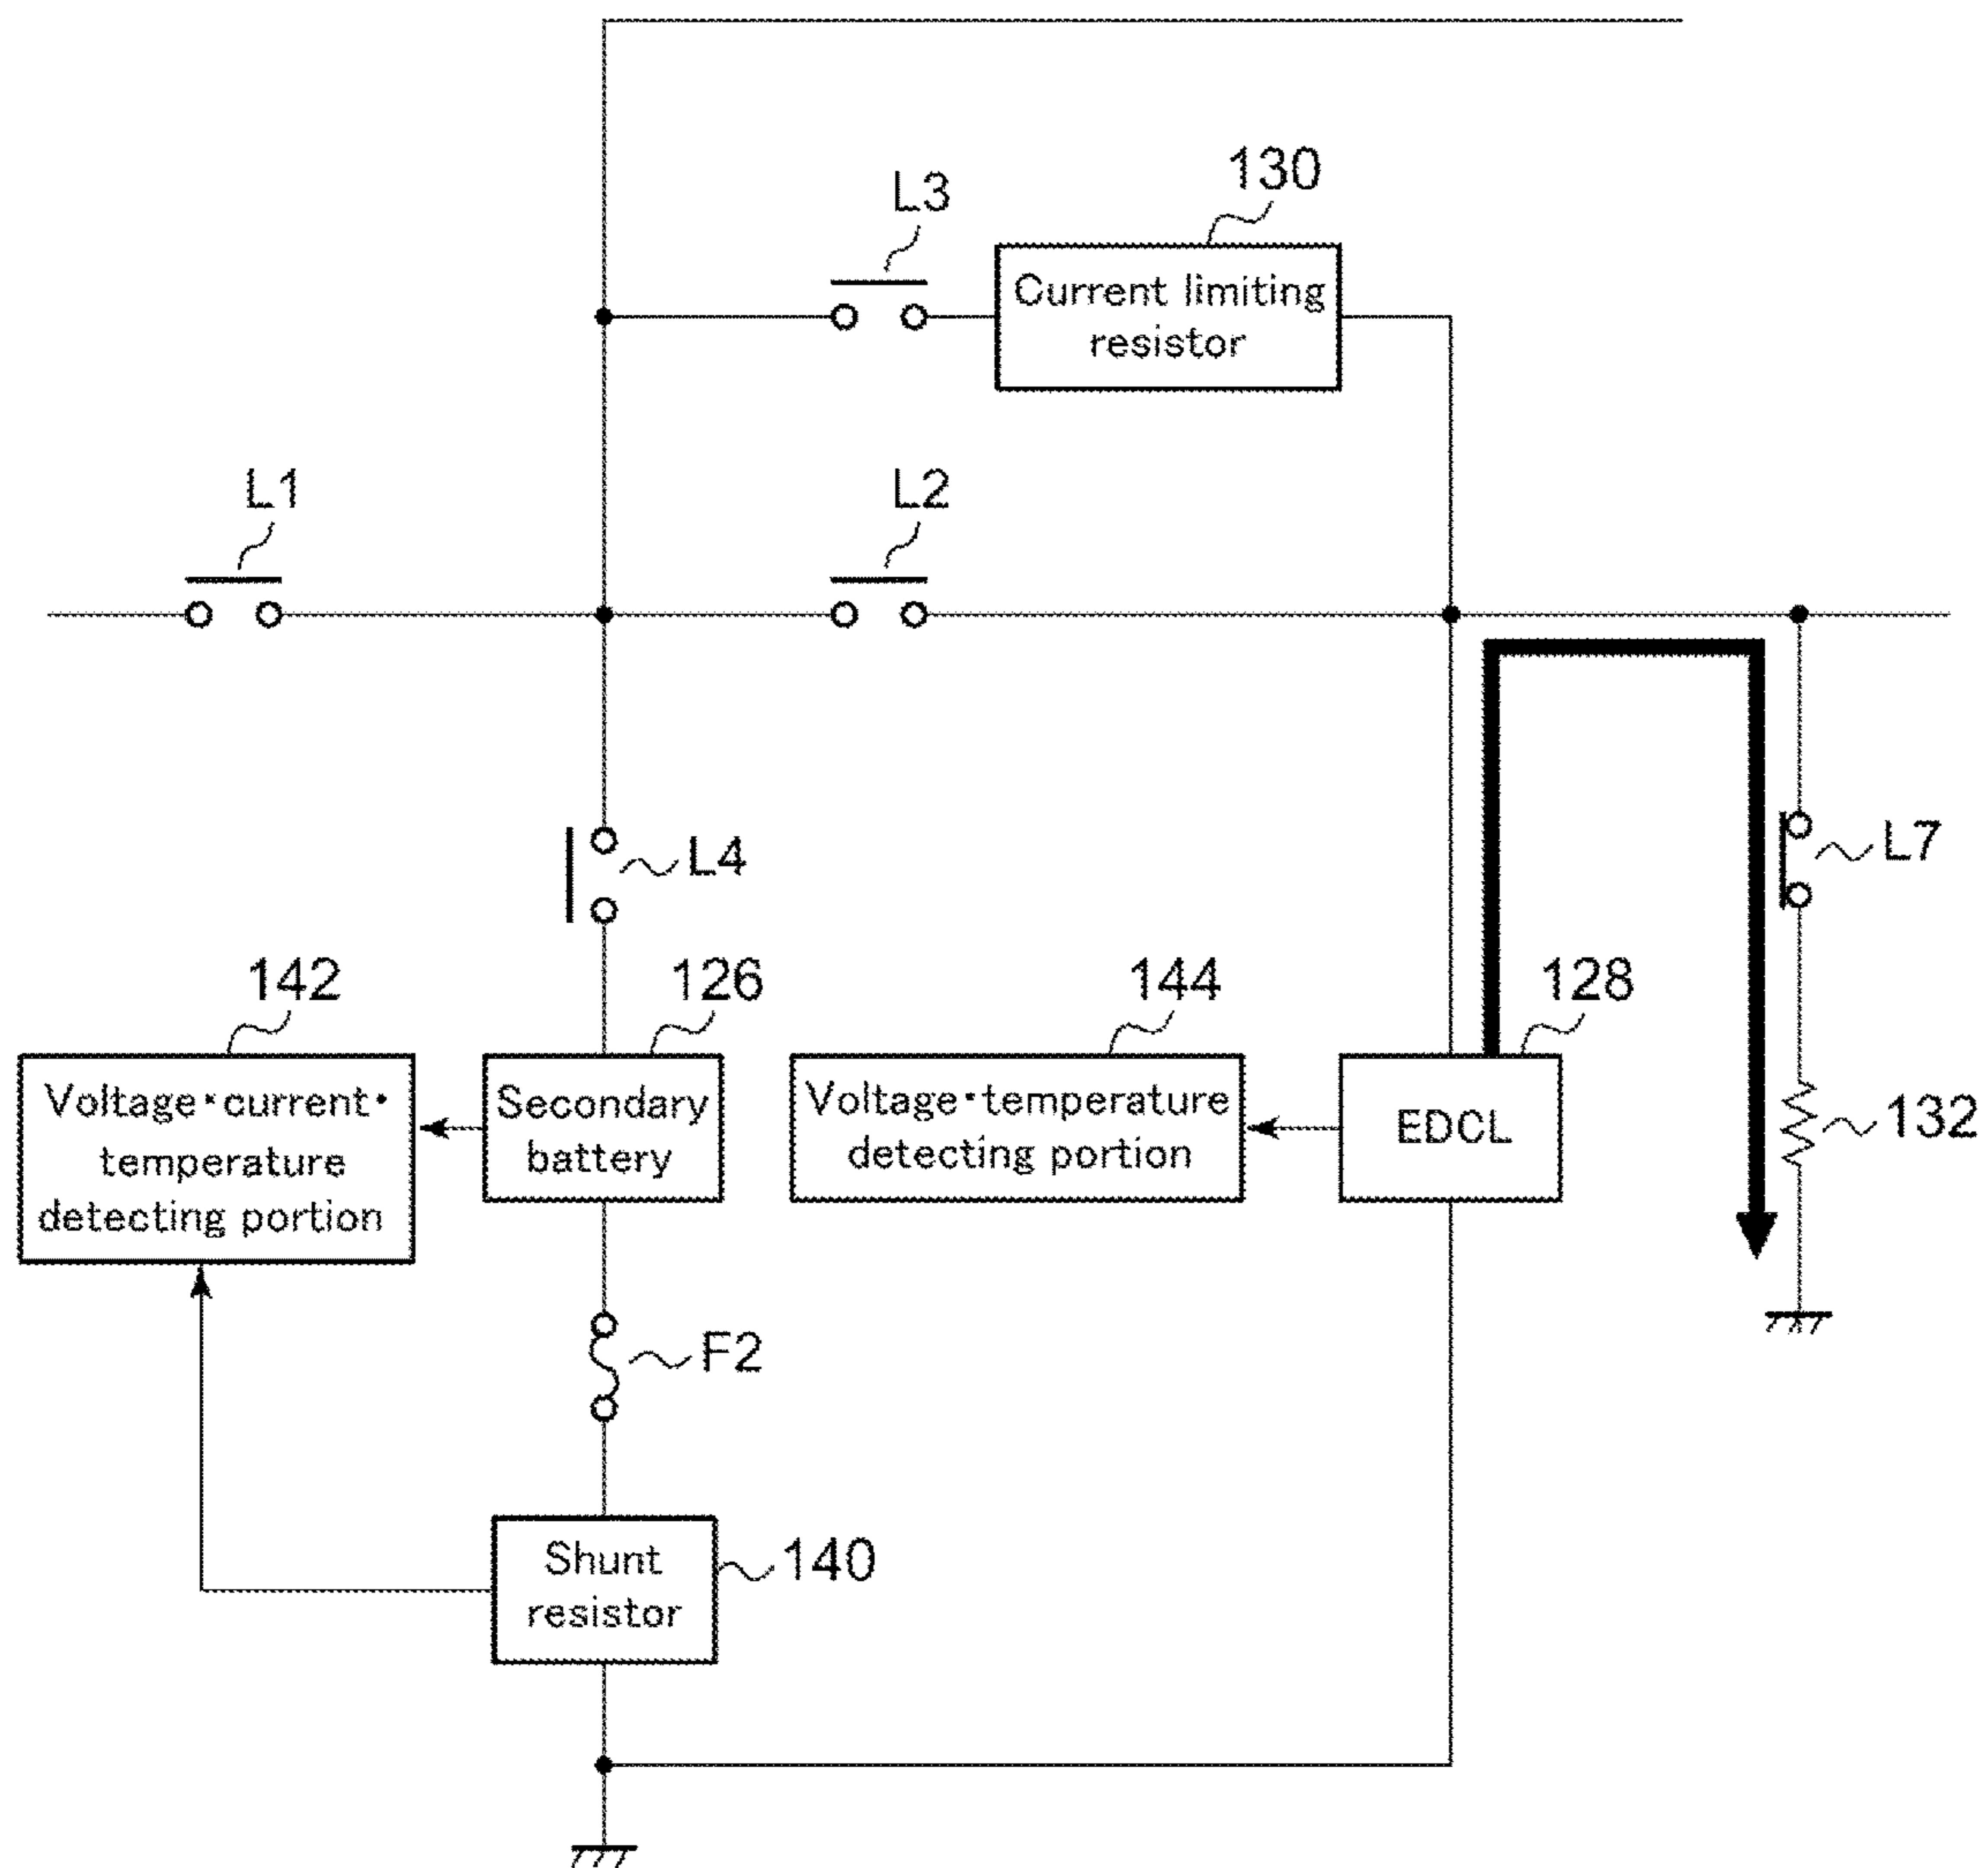 130
L3
Current limiting
resistor
L1
L2
L4
L7
142
126
144
128
Voltage・current・
temperature
detecting portion
Secondary
battery
Voltage・temperature
detecting portion
EDCL
132
F2
Shunt
resistor
140